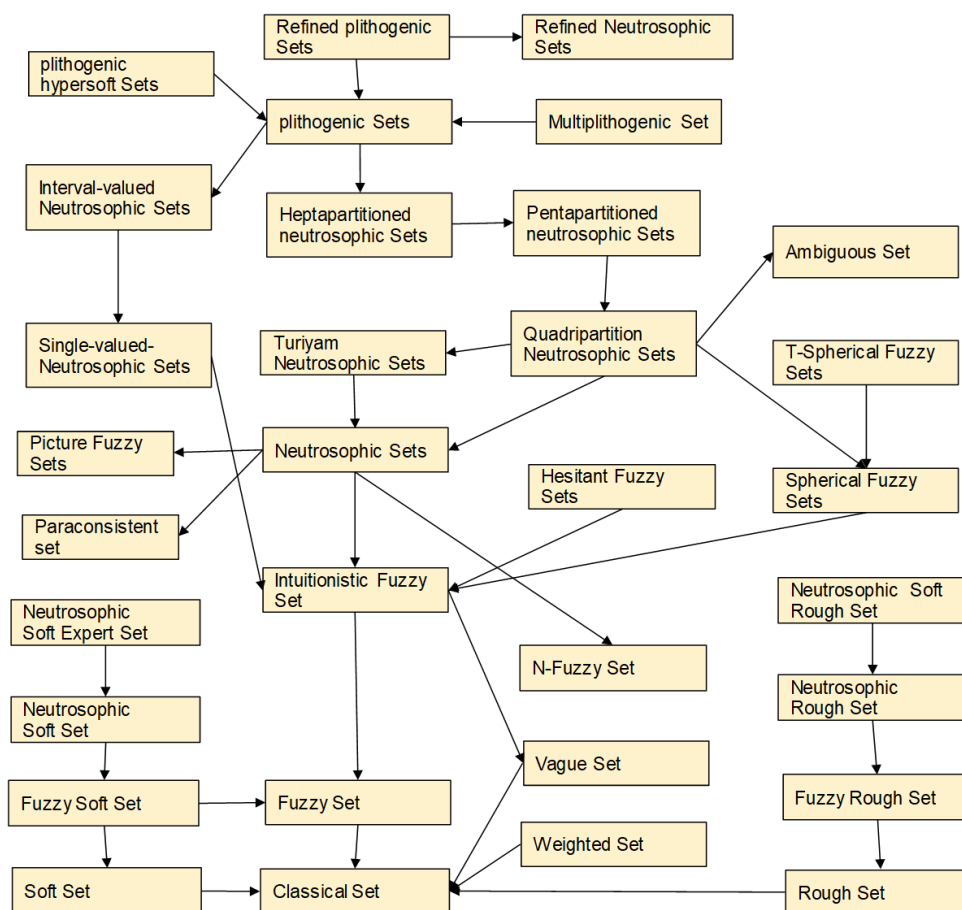 Refined plithogenic
Sets
Refined Neutrosophic
Sets
plithogenic
hypersoft Sets
plithogenic Sets
Multiplithogenic Set
Interval-valued
Neutrosophic Sets
Heptapartitioned
neutrosophic Sets
Pentapartitioned
neutrosophic Sets
Ambiguous Set
Single-valued-
Neutrosophic Sets
Turiyam
Neutrosophic Sets
Quadripartition
Neutrosophic Sets
T-Spherical Fuzzy
Sets
Picture Fuzzy
Sets
Neutrosophic Sets
Hesitant Fuzzy
Sets
Spherical Fuzzy
Sets
Paraconsistent
set
Intuitionistic Fuzzy
Set
Neutrosophic Soft
Rough Set
Neutrosophic
Soft Expert Set
N-Fuzzy Set
Neutrosophic
Rough Set
Neutrosophic
Soft Set
Vague Set
Fuzzy Soft Set
Fuzzy Set
Fuzzy Rough Set
Weighted Set
Soft Set
Classical Set
Rough Set